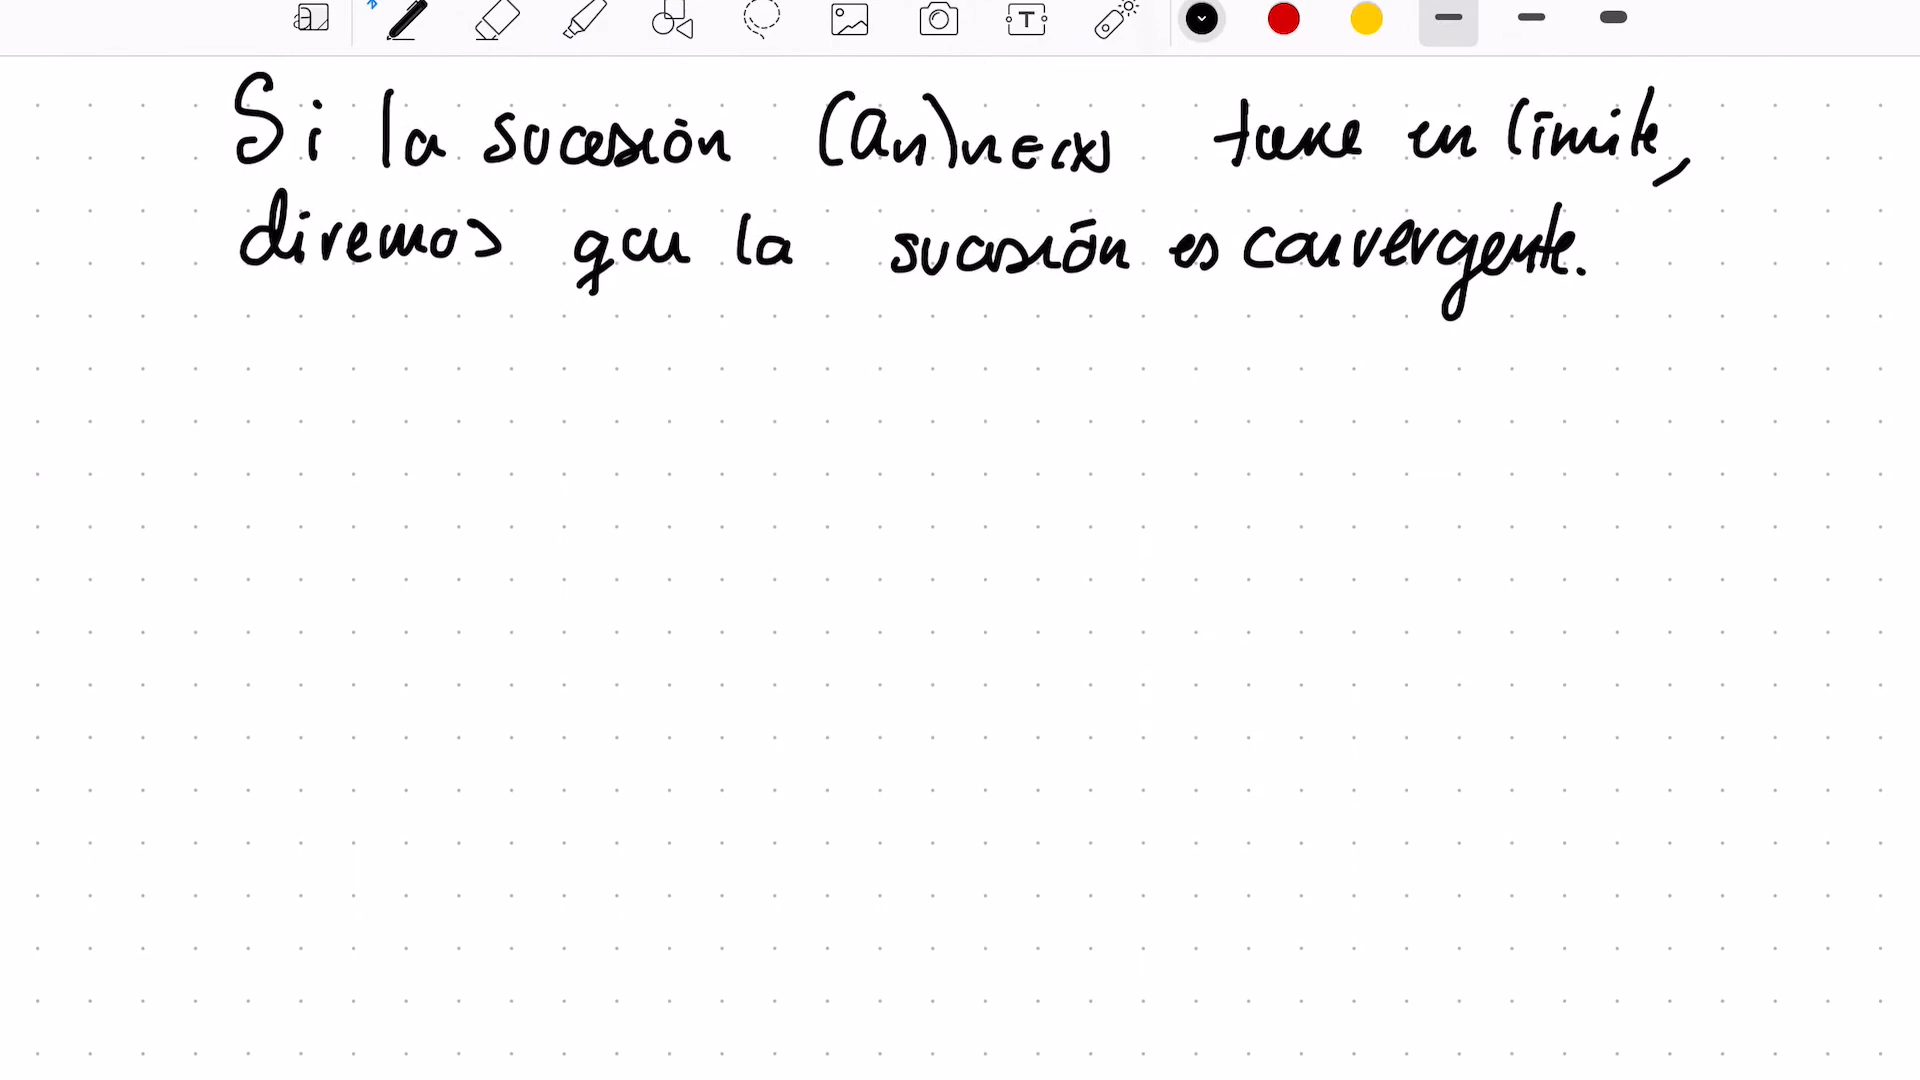 Si la sucesión (an)n∈ℕ tiene un límite,
diremos que la sucesión es convergente.